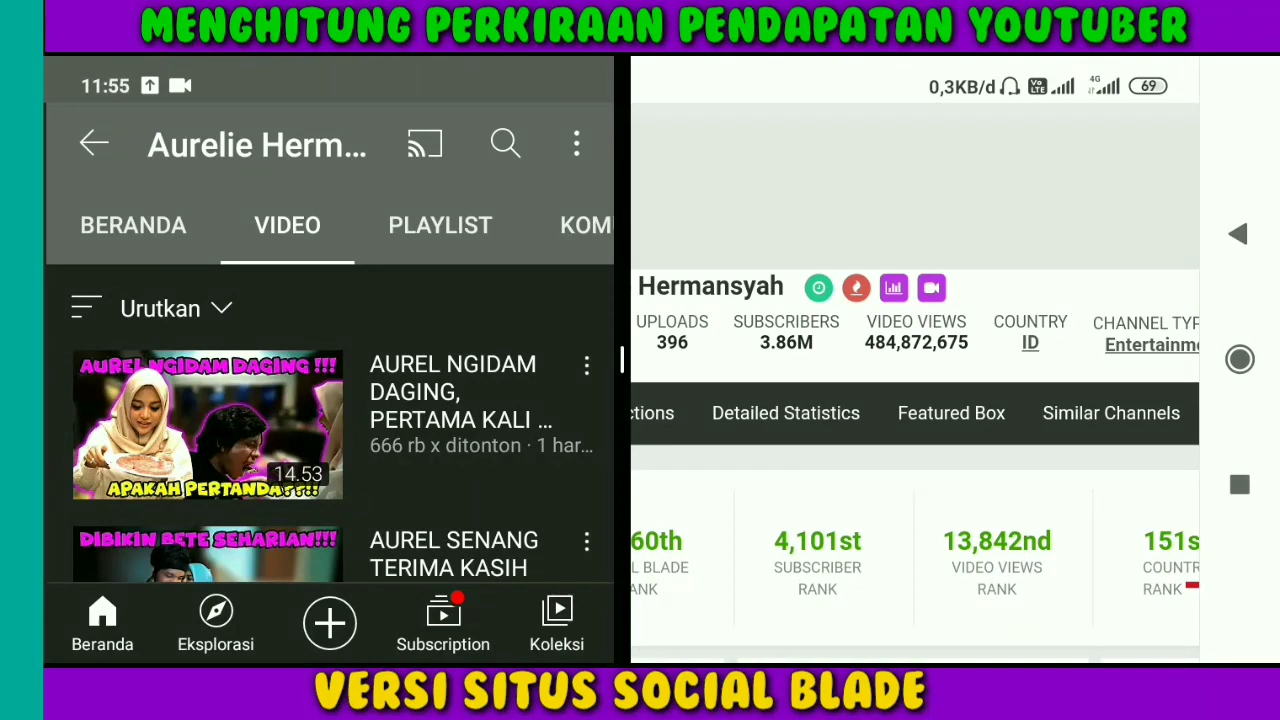 MENGHITUNG PERKIRAAN PENDAPATAN YOUTUBER
11:55
0,3KB/d
Vo LTE
4G
69
Aurelie Herm...
BERANDA VIDEO PLAYLIST KOM
Urutkan
AUREL NGIDAM DAGING !!!
14.53
APAKAH PERTANDA??!!
AUREL NGIDAM
DAGING,
PERTAMA KALI ...
666 rb x ditonton · 1 har...
DIBIKIN BETE SEHARIAN!!!
AUREL SENANG
TERIMA KASIH
Beranda Eksplorasi Subscription Koleksi
Hermansyah
UPLOADS SUBSCRIBERS VIDEO VIEWS COUNTRY CHANNEL TYP
396 3.86M 484,872,675 ID Entertainme
ctions Detailed Statistics Featured Box Similar Channels
60th 4,101st 13,842nd 151s
L BLADE SUBSCRIBER VIDEO VIEWS COUNTR
ANK RANK RANK RANK
VERSI SITUS SOCIAL BLADE